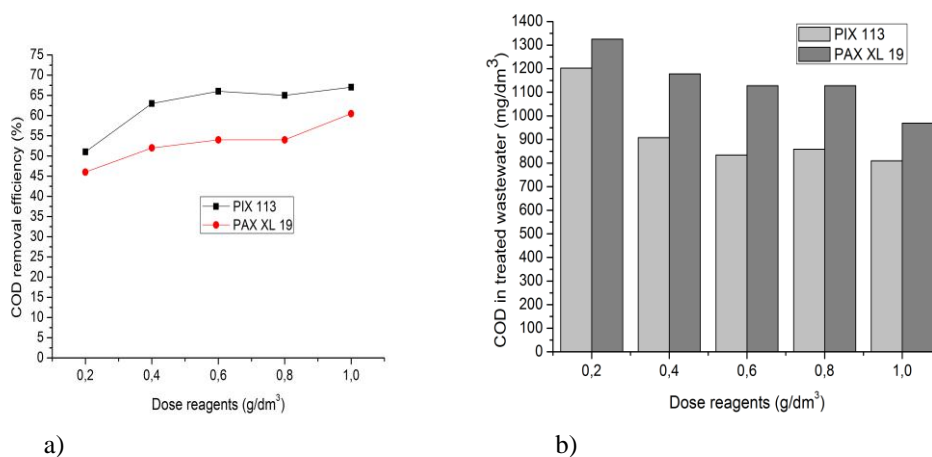 75
70
65
60
55
50
45
40
35
30
25
20
15
10
5
0
COD removal efficiency (%)
PIX 113
PAX XL 19
0,2 0,4 0,6 0,8 1,0
Dose reagents (g/dm³)
a)
1400
1300
1200
1100
1000
900
800
700
600
500
400
300
200
100
0
COD in treated wastewater (mg/dm³)
PIX 113
PAX XL 19
0,2 0,4 0,6 0,8 1,0
Dose reagents (g/dm³)
b)